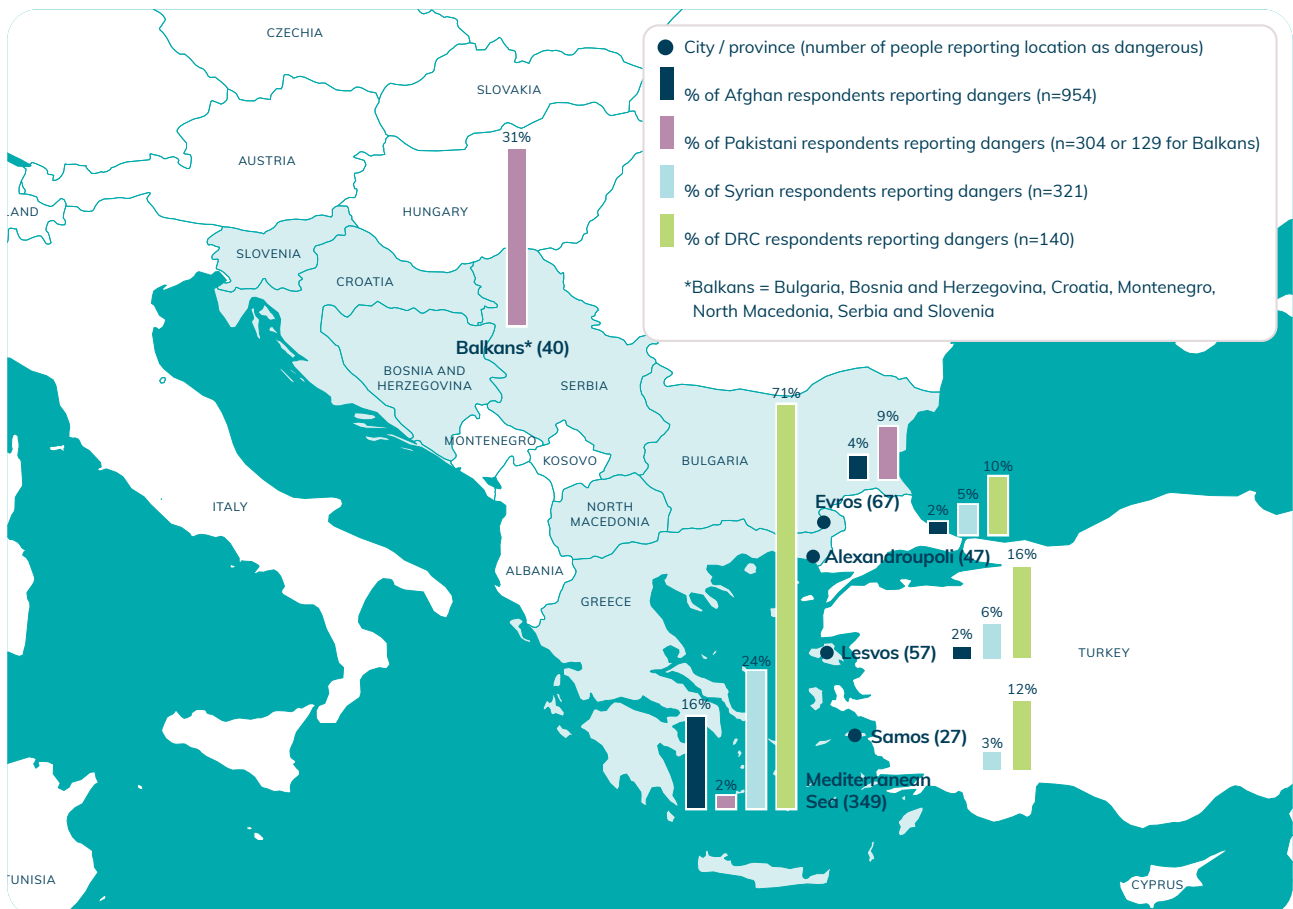 CZECHIA
SLOVAKIA
AUSTRIA
HUNGARY
LAND
SLOVENIA
CROATIA
31%
Balkans* (40)
BOSNIA AND
HERZEGOVINA
SERBIA
MONTENEGRO
KOSOVO
BULGARIA
NORTH
MACEDONIA
ALBANIA
GREECE
ITALY
TUNISIA
TURKEY
CYPRUS
City / province (number of people reporting location as dangerous)
% of Afghan respondents reporting dangers (n=954)
% of Pakistani respondents reporting dangers (n=304 or 129 for Balkans)
% of Syrian respondents reporting dangers (n=321)
% of DRC respondents reporting dangers (n=140)
*Balkans = Bulgaria, Bosnia and Herzegovina, Croatia, Montenegro,
North Macedonia, Serbia and Slovenia
4%
9%
Evros (67)
2%
5%
10%
Alexandroupoli (47)
2%
6%
16%
Lesvos (57)
3%
12%
Samos (27)
16%
2%
24%
71%
Mediterranean
Sea (349)